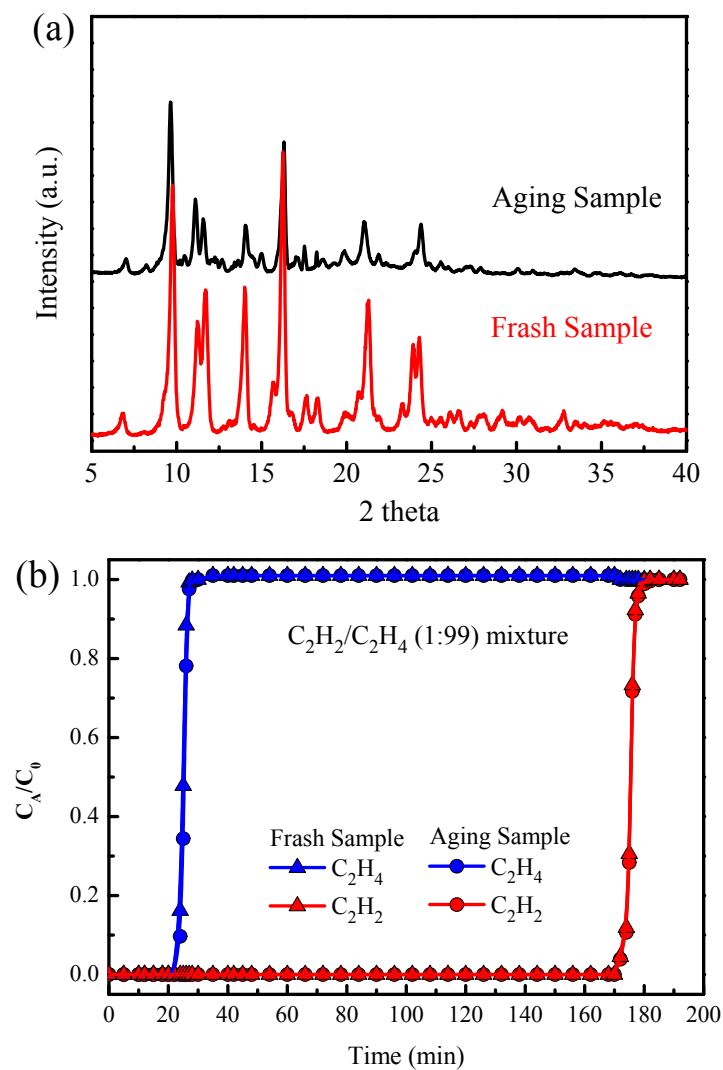 (a)
Intensity (a.u.)
Aging Sample
Frash Sample
5 10 15 20 25 30 35 40
2 theta
(b)
C₂H₂/C₂H₄ (1:99) mixture
C_A/C_0
1.0
0.8
0.6
0.4
0.2
0.0
Frash Sample Aging Sample
C₂H₄ C₂H₄
C₂H₂ C₂H₂
0 20 40 60 80 100 120 140 160 180 200
Time (min)